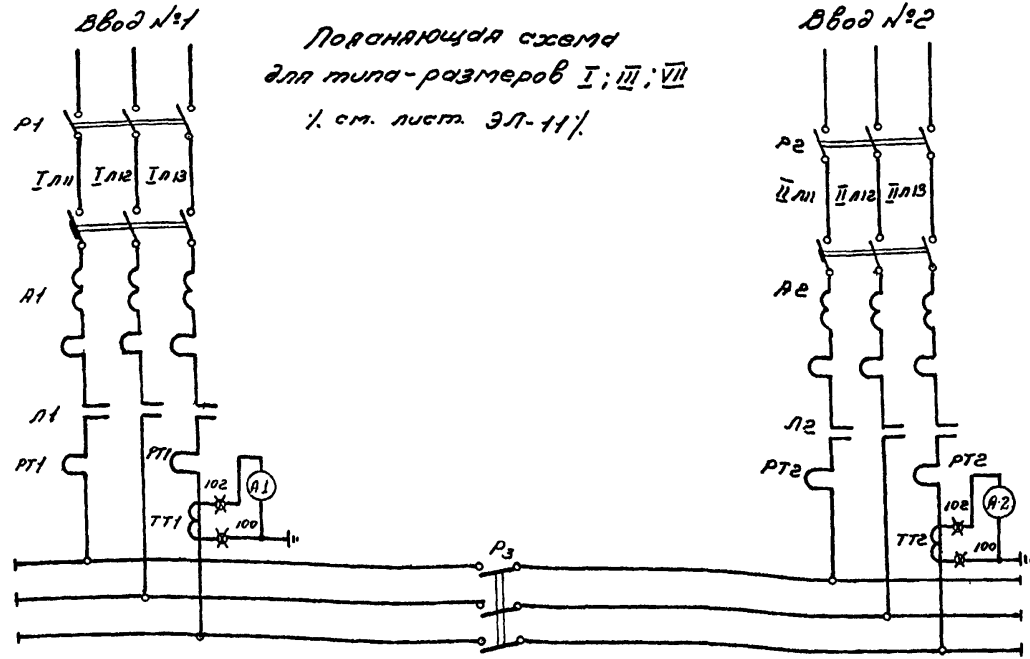 Ввод №1
Поясняющая схема
для типа-размеров I; III; VII
/. см. лист. ЭЛ-11/.
Ввод №2
Р1
Iл11 Iл12 Iл13
А1
Л1
РТ1
РТ1
102
А1
ТТ1
100
Р3
Р2
IIл11 IIл12 IIл13
А2
Л2
РТ2
РТ2
102
А2
ТТ2
100